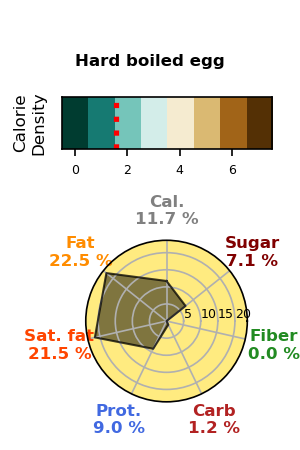 Hard boiled egg
Calorie
Density
0 2 4 6
Cal.
11.7 %
Fat
22.5 %
Sugar
7.1 %
5 10 15 20
Sat. fat
21.5 %
Fiber
0.0 %
Prot.
9.0 %
Carb
1.2 %